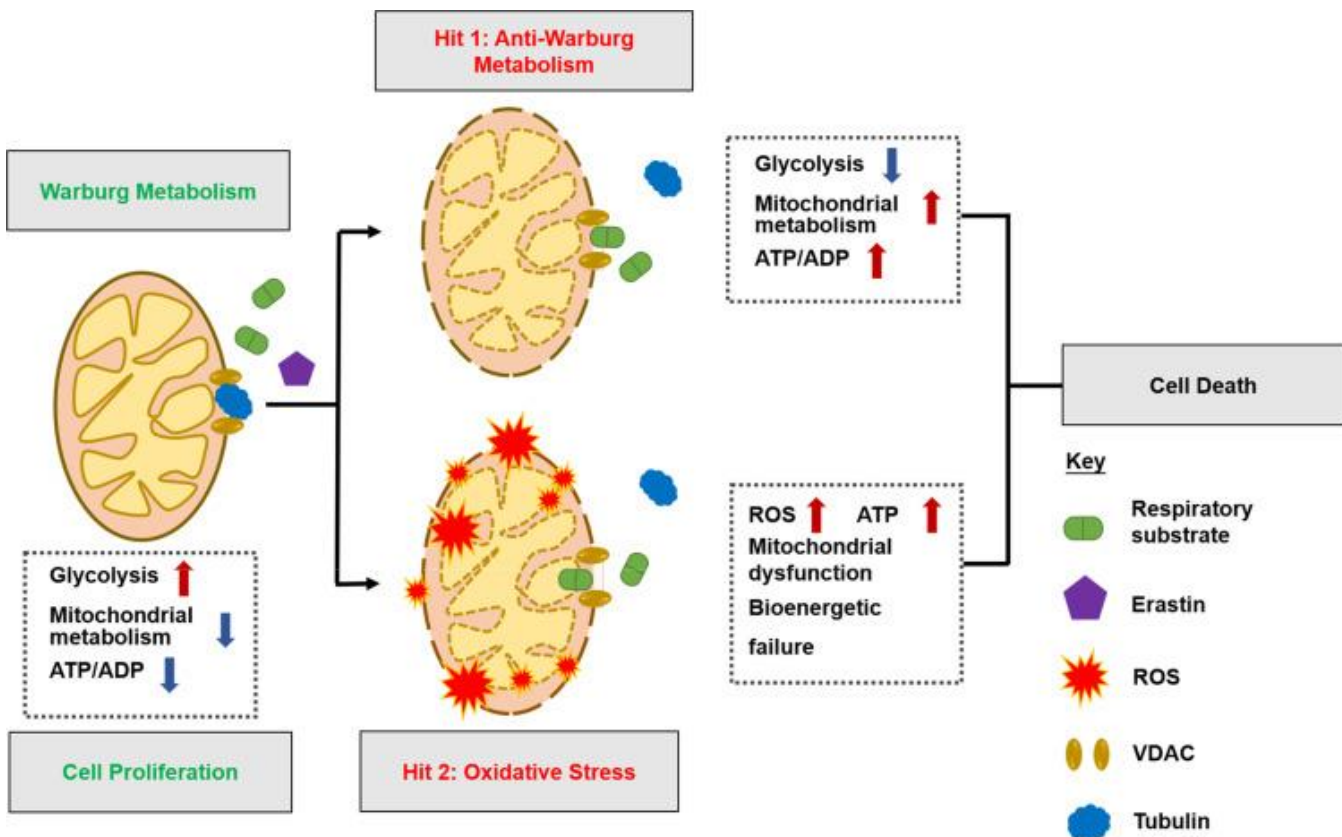 Hit 1: Anti-Warburg
Metabolism
Warburg Metabolism
Glycolysis
Mitochondrial
metabolism
ATP/ADP
Cell Proliferation
Glycolysis
Mitochondrial
metabolism
ATP/ADP
ROS ATP
Mitochondrial
dysfunction
Bioenergetic
failure
Hit 2: Oxidative Stress
Cell Death
Key
Respiratory
substrate
Erastin
ROS
VDAC
Tubulin